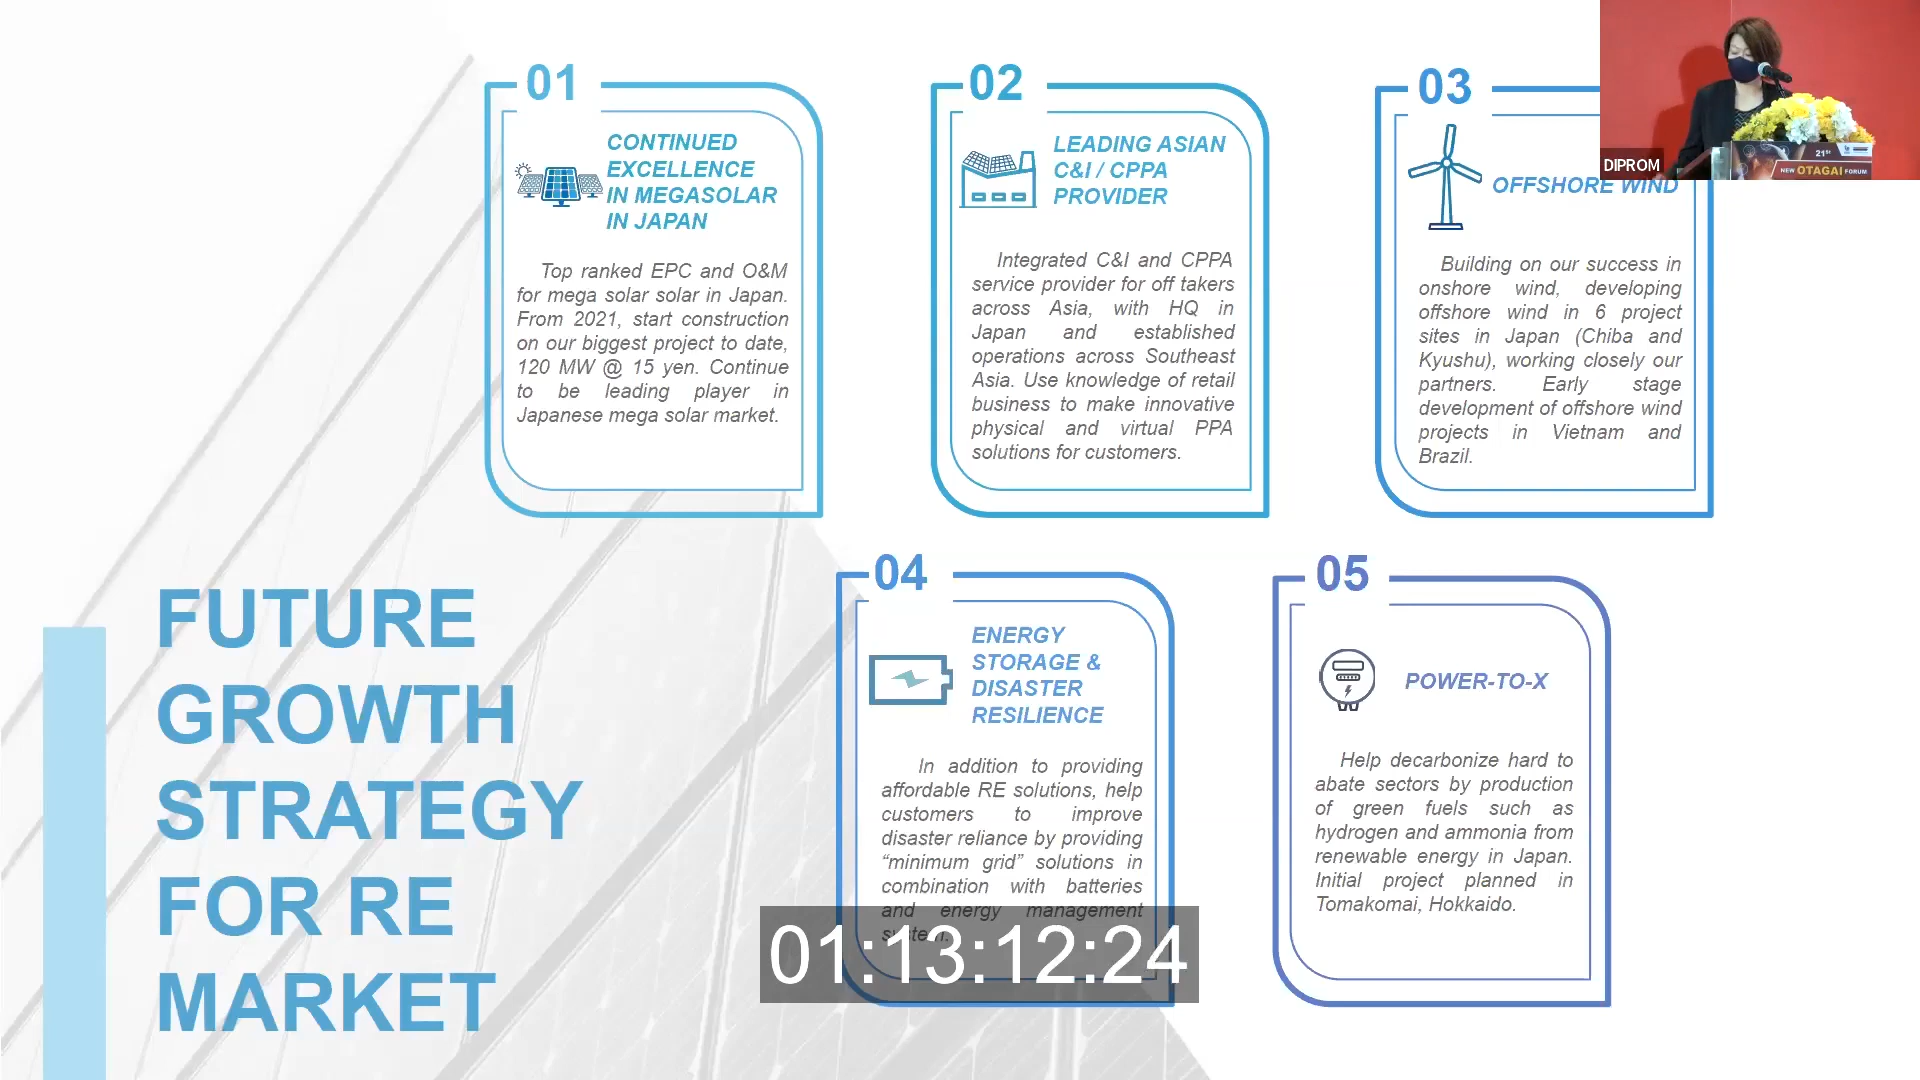 01
CONTINUED
EXCELLENCE
IN MEGASOLAR
IN JAPAN
Top ranked EPC and O&M
for mega solar solar in Japan.
From 2021, start construction
on our biggest project to date,
120 MW @ 15 yen. Continue
to be leading player in
Japanese mega solar market.
02
LEADING ASIAN
C&I / CPPA
PROVIDER
Integrated C&I and CPPA
service provider for off takers
across Asia, with HQ in
Japan and established
operations across Southeast
Asia. Use knowledge of retail
business to make innovative
physical and virtual PPA
solutions for customers.
03
OFFSHORE WIND
Building on our success in
onshore wind, developing
offshore wind in 6 project
sites in Japan (Chiba and
Kyushu), working closely our
partners. Early stage
development of offshore wind
projects in Vietnam and
Brazil.
DIPROM
21st
NEW OTAGAI FORUM
FUTURE
GROWTH
STRATEGY
FOR RE
MARKET
04
ENERGY
STORAGE &
DISASTER
RESILIENCE
In addition to providing
affordable RE solutions, help
customers to improve
disaster reliance by providing
“minimum grid” solutions in
combination with batteries
and energy management
system.
01:13:12:24
05
POWER-TO-X
Help decarbonize hard to
abate sectors by production
of green fuels such as
hydrogen and ammonia from
renewable energy in Japan.
Initial project planned in
Tomakomai, Hokkaido.